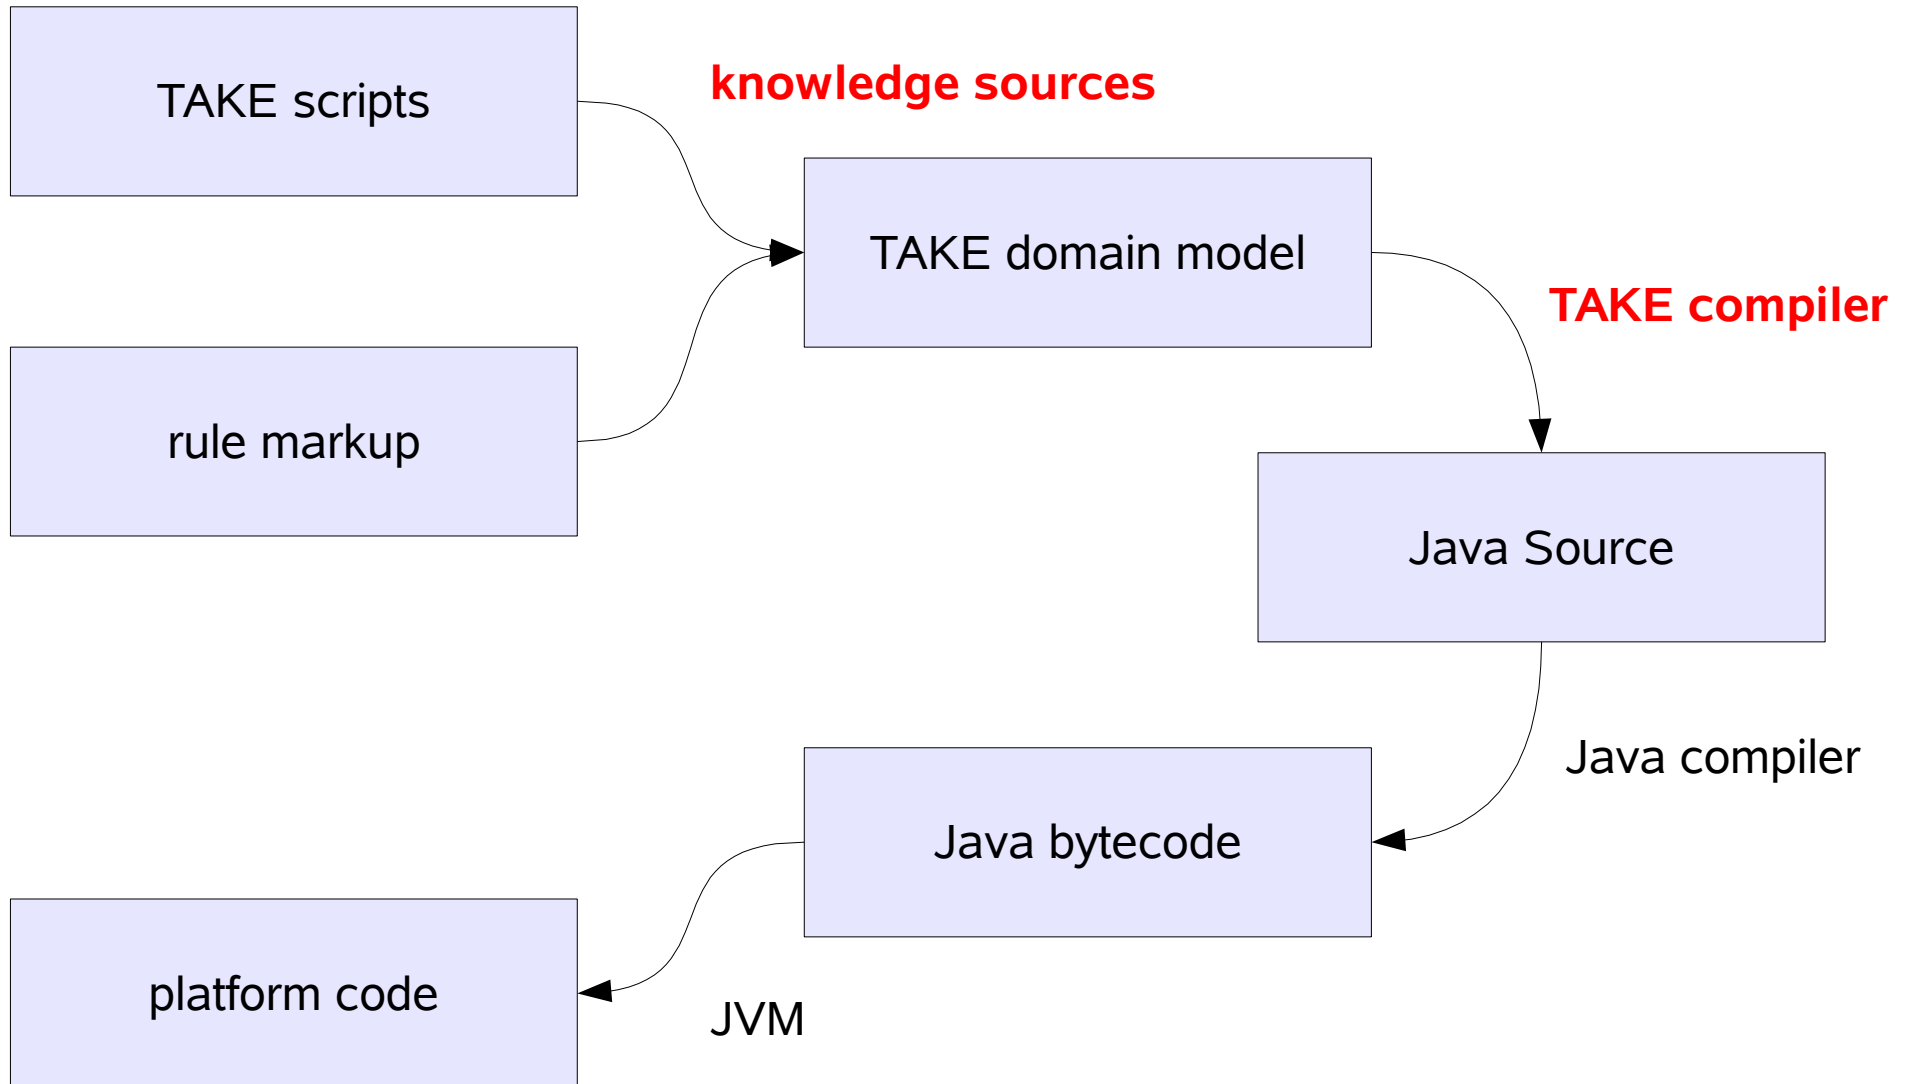 TAKE scripts
knowledge sources
TAKE domain model
TAKE compiler
rule markup
Java Source
Java compiler
Java bytecode
platform code
JVM